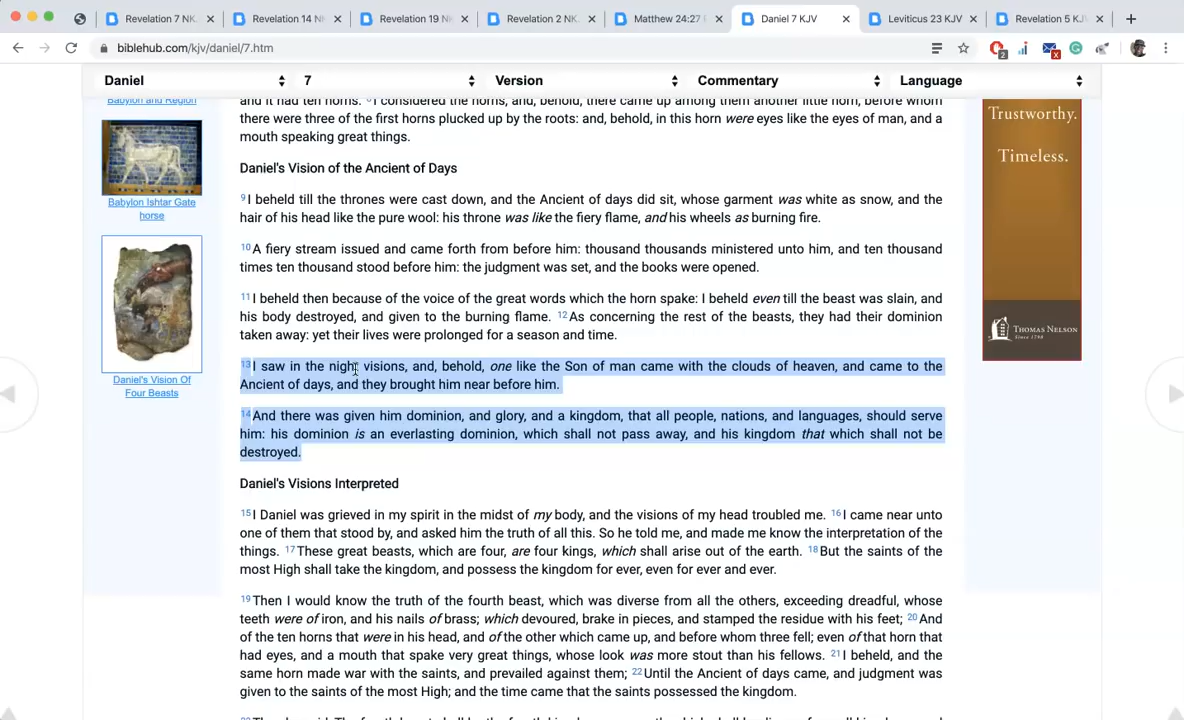 Revelation 7 NK
Revelation 14 NK
Revelation 19 NK
Revelation 2 NK
Matthew 24:27
Daniel 7 KJV
Leviticus 23 KJV
Revelation 5 KJ
biblehub.com/kjv/daniel/7.htm
2
x
Daniel
7
Version
Commentary
Language
Babylon and Region
Babylon Ishtar Gate
horse
Daniel's Vision Of
Four Beasts
and it had ten horns. I considered the horns, and, behold, there came up among them another little horn, before whom
there were three of the first horns plucked up by the roots: and, behold, in this horn were eyes like the eyes of man, and a
mouth speaking great things.
Daniel's Vision of the Ancient of Days
9I beheld till the thrones were cast down, and the Ancient of days did sit, whose garment was white as snow, and the
hair of his head like the pure wool: his throne was like the fiery flame, and his wheels as burning fire.
10A fiery stream issued and came forth from before him: thousand thousands ministered unto him, and ten thousand
times ten thousand stood before him: the judgment was set, and the books were opened.
11I beheld then because of the voice of the great words which the horn spake: I beheld even till the beast was slain, and
his body destroyed, and given to the burning flame. 12As concerning the rest of the beasts, they had their dominion
taken away: yet their lives were prolonged for a season and time.
13I saw in the night visions, and, behold, one like the Son of man came with the clouds of heaven, and came to the
Ancient of days, and they brought him near before him.
14And there was given him dominion, and glory, and a kingdom, that all people, nations, and languages, should serve
him: his dominion is an everlasting dominion, which shall not pass away, and his kingdom that which shall not be
destroyed.
Daniel's Visions Interpreted
15I Daniel was grieved in my spirit in the midst of my body, and the visions of my head troubled me. 16I came near unto
one of them that stood by, and asked him the truth of all this. So he told me, and made me know the interpretation of the
things. 17These great beasts, which are four, are four kings, which shall arise out of the earth. 18But the saints of the
most High shall take the kingdom, and possess the kingdom for ever, even for ever and ever.
19Then I would know the truth of the fourth beast, which was diverse from all the others, exceeding dreadful, whose
teeth were of iron, and his nails of brass; which devoured, brake in pieces, and stamped the residue with his feet; 20And
of the ten horns that were in his head, and of the other which came up, and before whom three fell; even of that horn that
had eyes, and a mouth that spake very great things, whose look was more stout than his fellows. 21I beheld, and the
same horn made war with the saints, and prevailed against them; 22Until the Ancient of days came, and judgment was
given to the saints of the most High; and the time came that the saints possessed the kingdom.
Trustworthy.
Timeless.
THOMAS NELSON
Since 1798